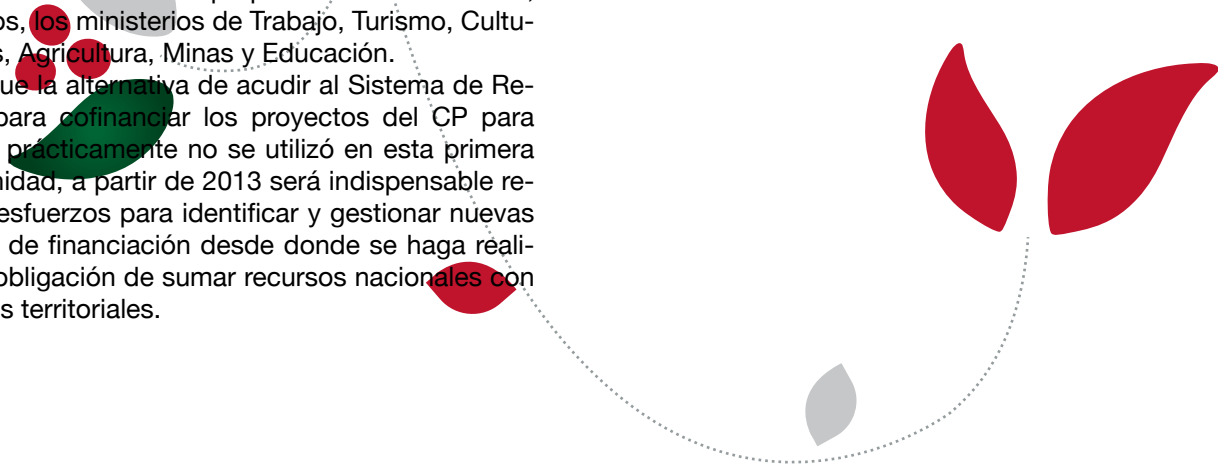 os, los ministerios de Trabajo, Turismo, Cultu-
s, Agricultura, Minas y Educación.
ue la alternativa de acudir al Sistema de Re-
para cofinanciar los proyectos del CP para
prácticamente no se utilizó en esta primera
nidad, a partir de 2013 será indispensable re-
esfuerzos para identificar y gestionar nuevas
de financiación desde donde se haga reali-
obligación de sumar recursos nacionales con
s territoriales.